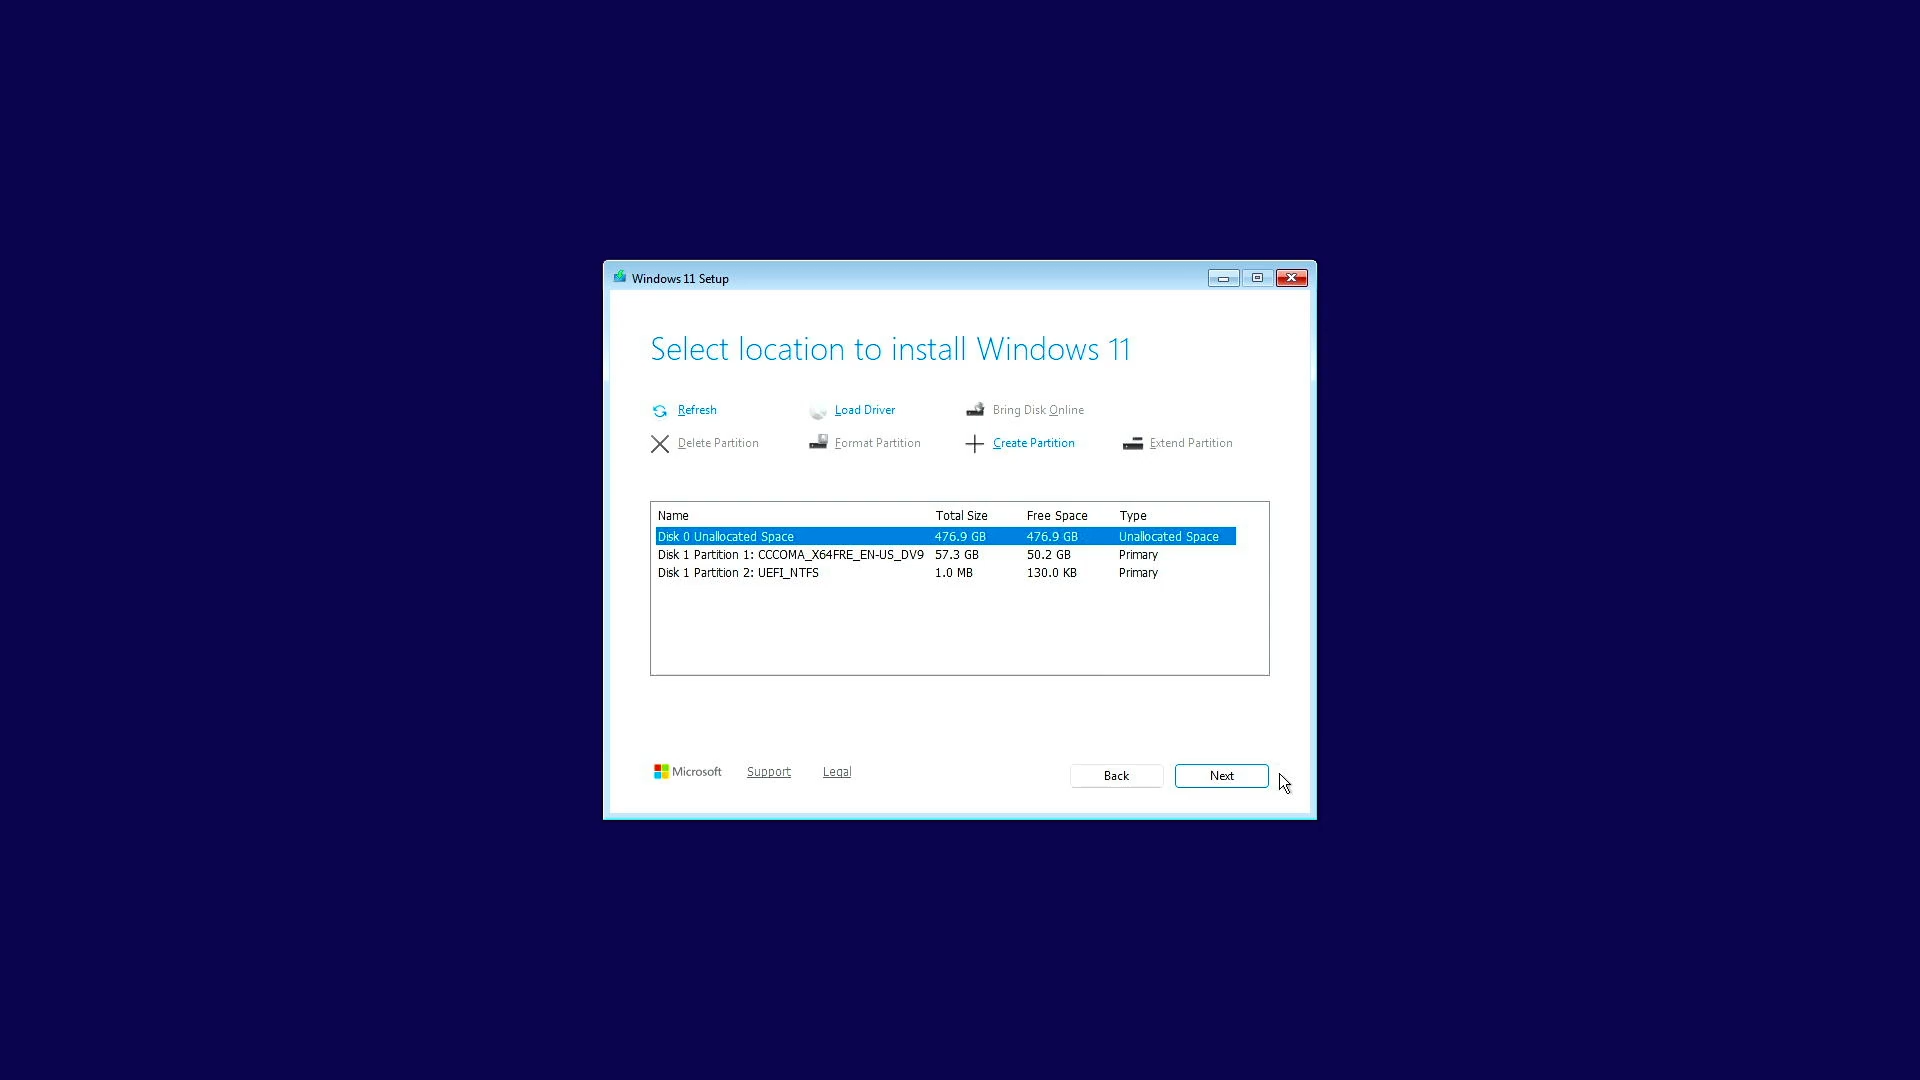 Windows 11 Setup
Select location to install Windows 11
Refresh
Load Driver
Bring Disk Online
Delete Partition
Format Partition
Create Partition
Extend Partition
Name Total Size Free Space Type
Disk 0 Unallocated Space 476.9 GB 476.9 GB Unallocated Space
Disk 1 Partition 1: CCCOMA_X64FRE_EN-US_DV9 57.3 GB 50.2 GB Primary
Disk 1 Partition 2: UEFI_NTFS 1.0 MB 130.0 KB Primary
Microsoft Support Legal
Back Next